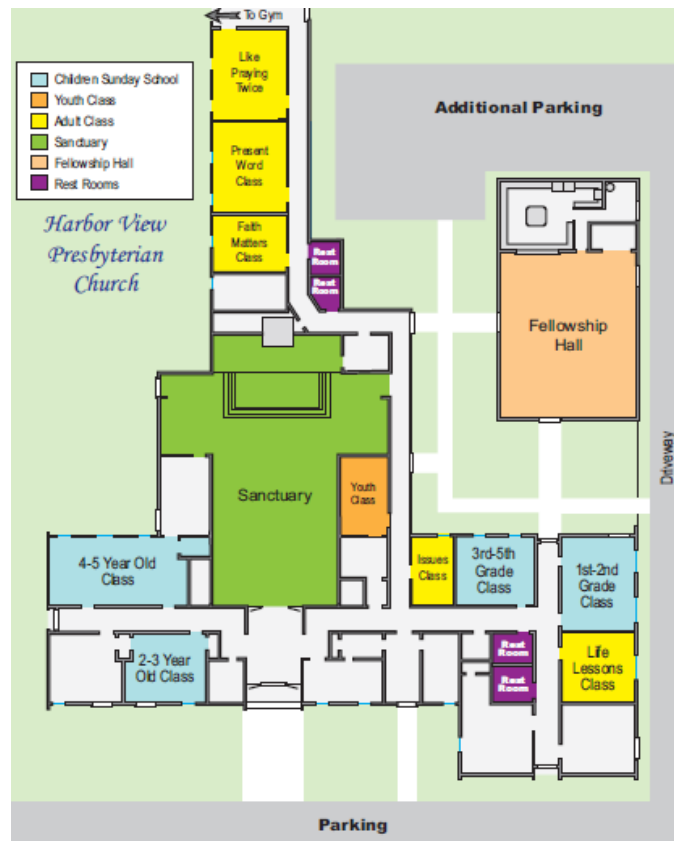 To Gym
Children Sunday School
Youth Class
Adult Class
Sanctuary
Fellowship Hall
Rest Rooms
Harbor View
Presbyterian
Church
Like
Praying
Twice
Present
Word
Class
Faith
Matters
Class
Rest
Room
Rest
Room
Additional Parking
Fellowship
Hall
Driveway
Sanctuary
Youth
Class
4-5 Year Old
Class
2-3 Year
Old Class
Issues
Class
3rd-5th
Grade
Class
1st-2nd
Grade
Class
Rest
Room
Rest
Room
Life
Lessons
Class
Parking